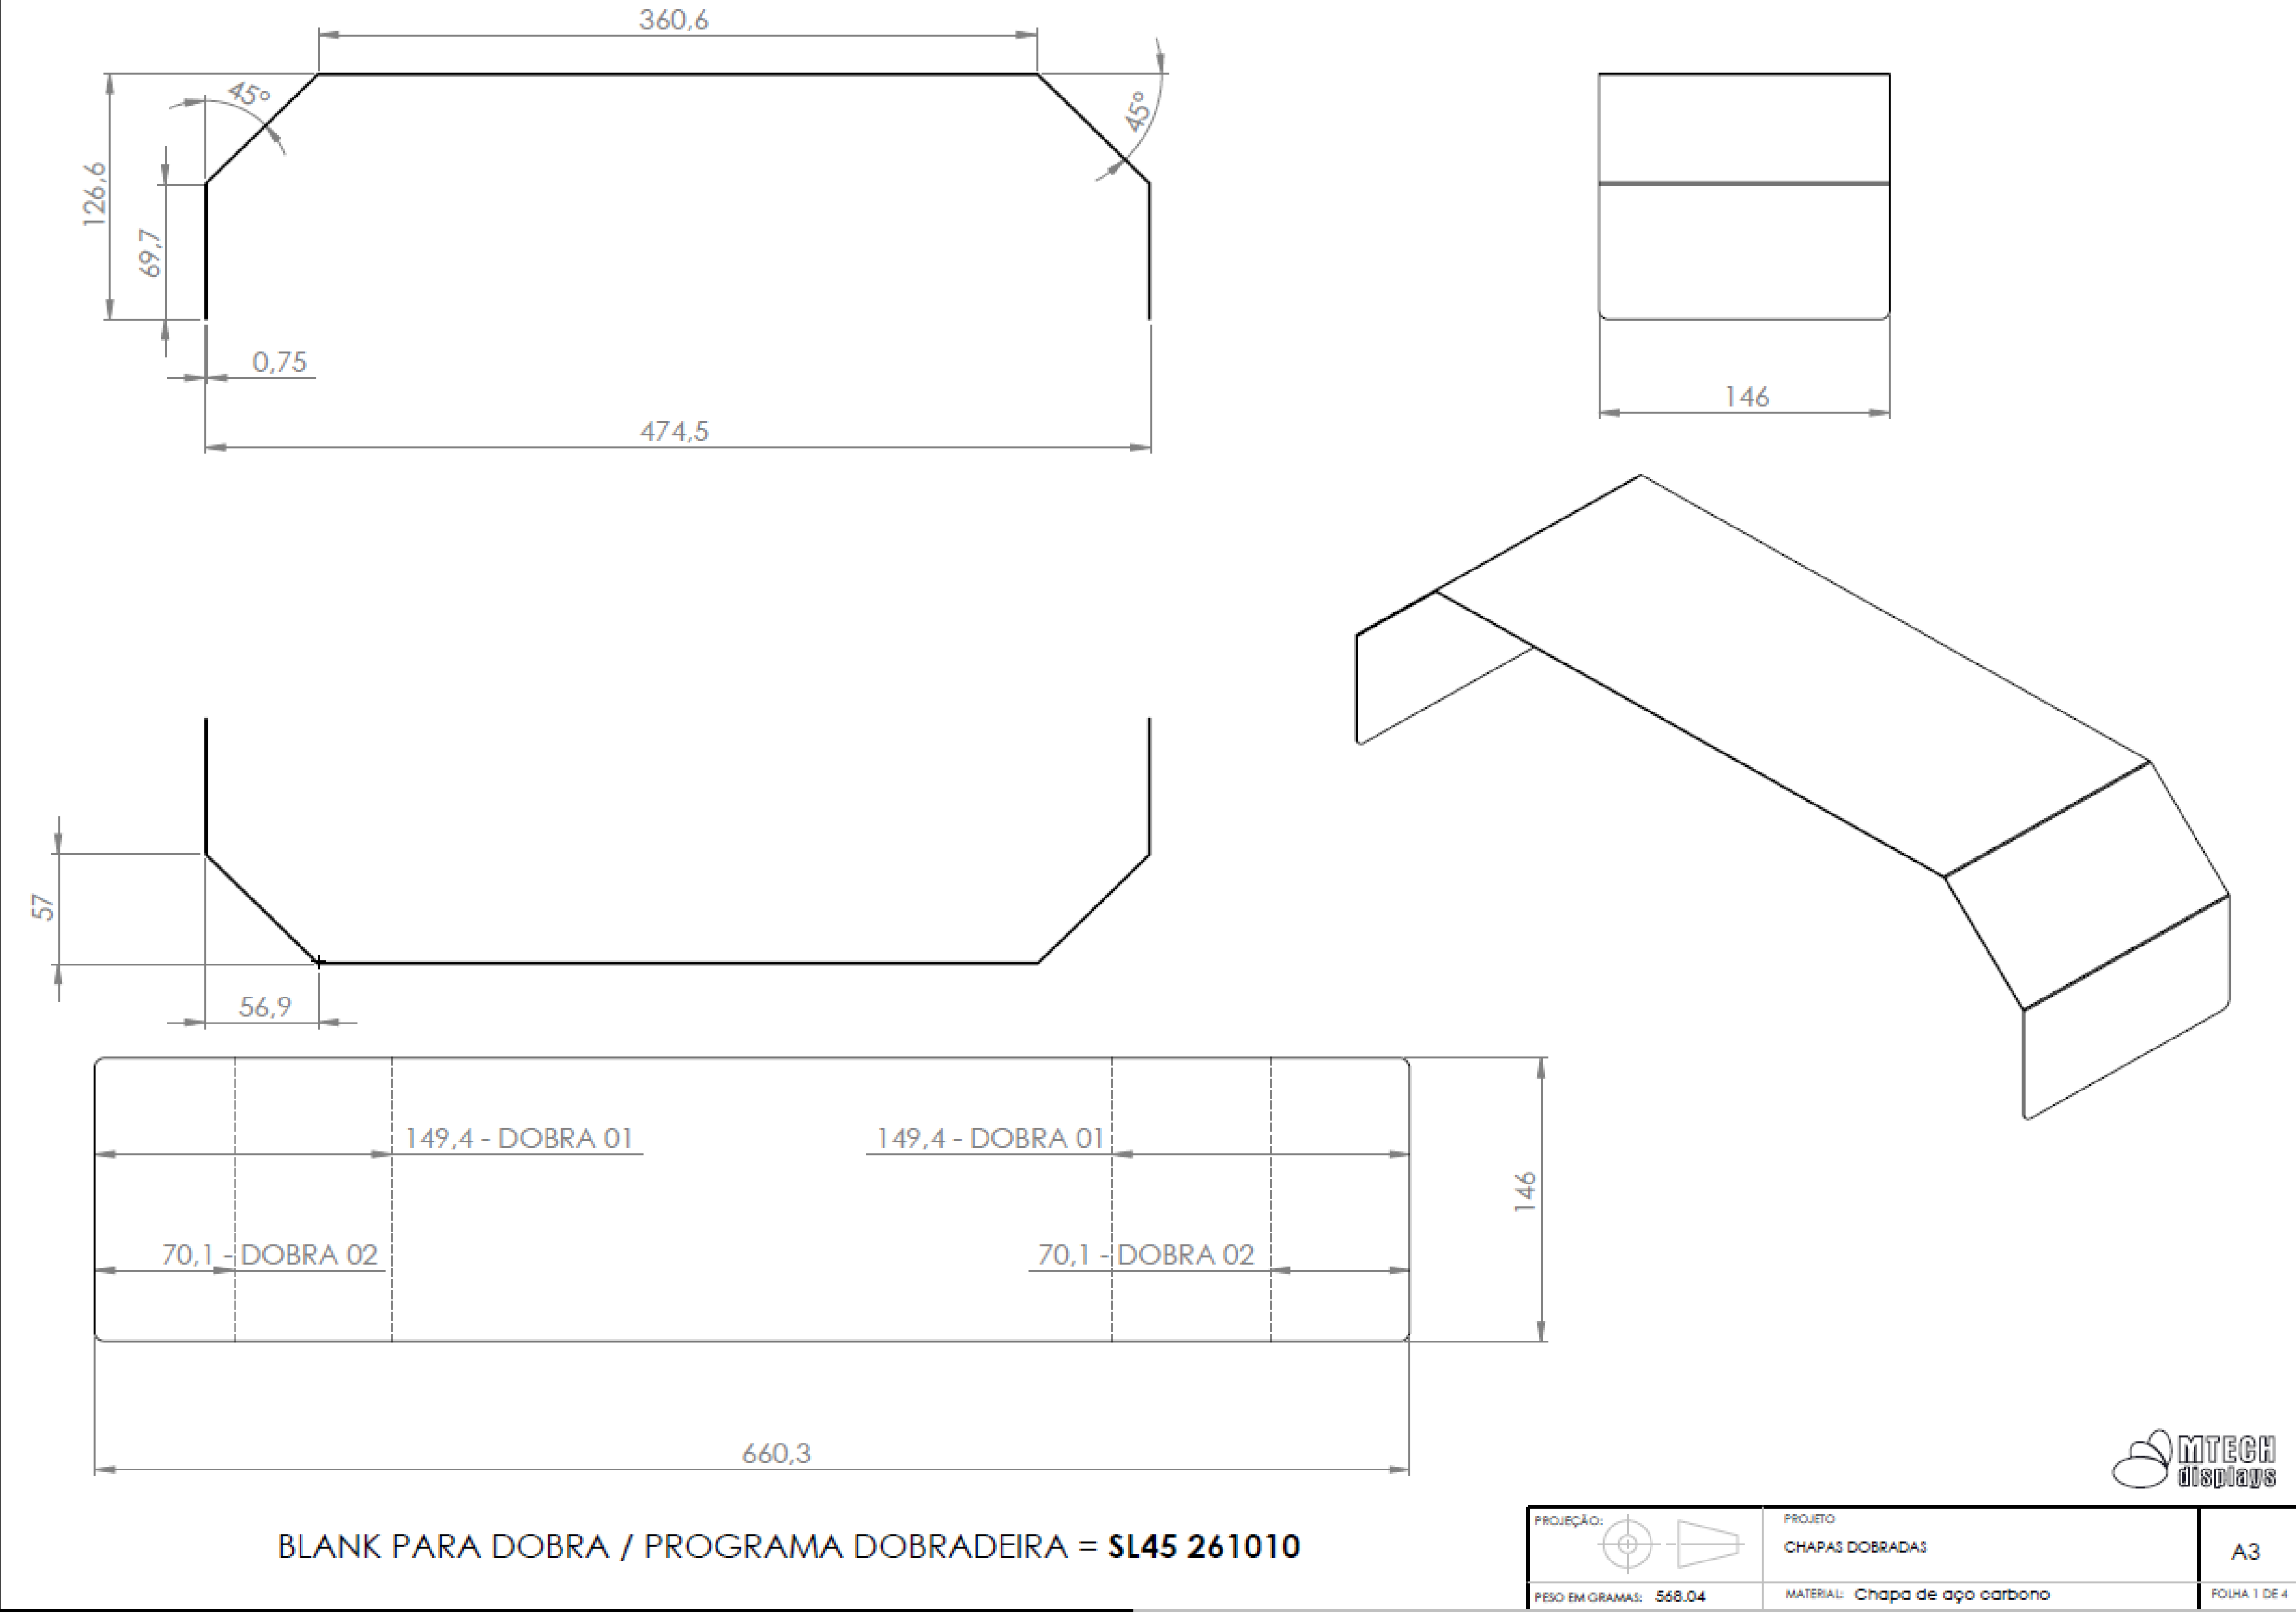 360,6
45°
45°
126,6
69,7
0,75
474,5
146
57
56,9
149,4 - DOBRA 01
149,4 - DOBRA 01
146
70,1 - DOBRA 02
70,1 - DOBRA 02
660,3
MTECH
displays
BLANK PARA DOBRA / PROGRAMA DOBRADEIRA = SL45 261010
PROJEÇÃO:
PROJETO
CHAPAS DOBRADAS
A3
PESO EM GRAMAS: 568.04
MATERIAL: Chapa de aço carbono
FOLHA 1 DE 4